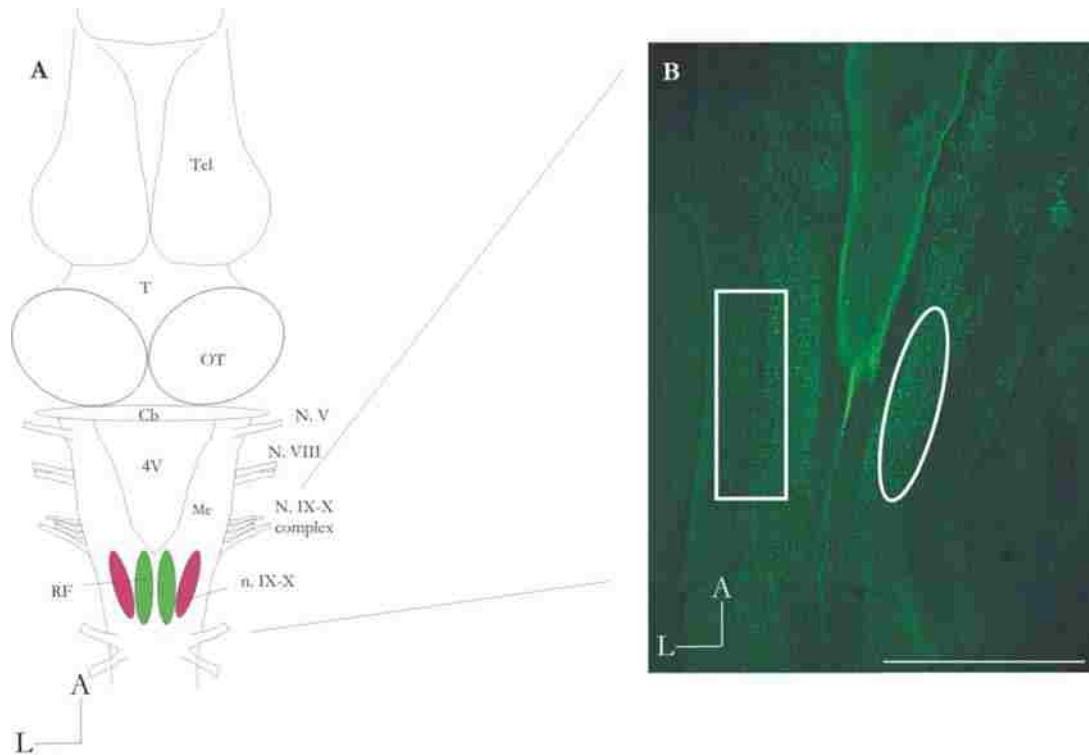 A
Tel
T
OT
Cb
N. V
N. VIII
4V
Me
N. IX-X
complex
RF
n. IX-X
A
L
B
A
L